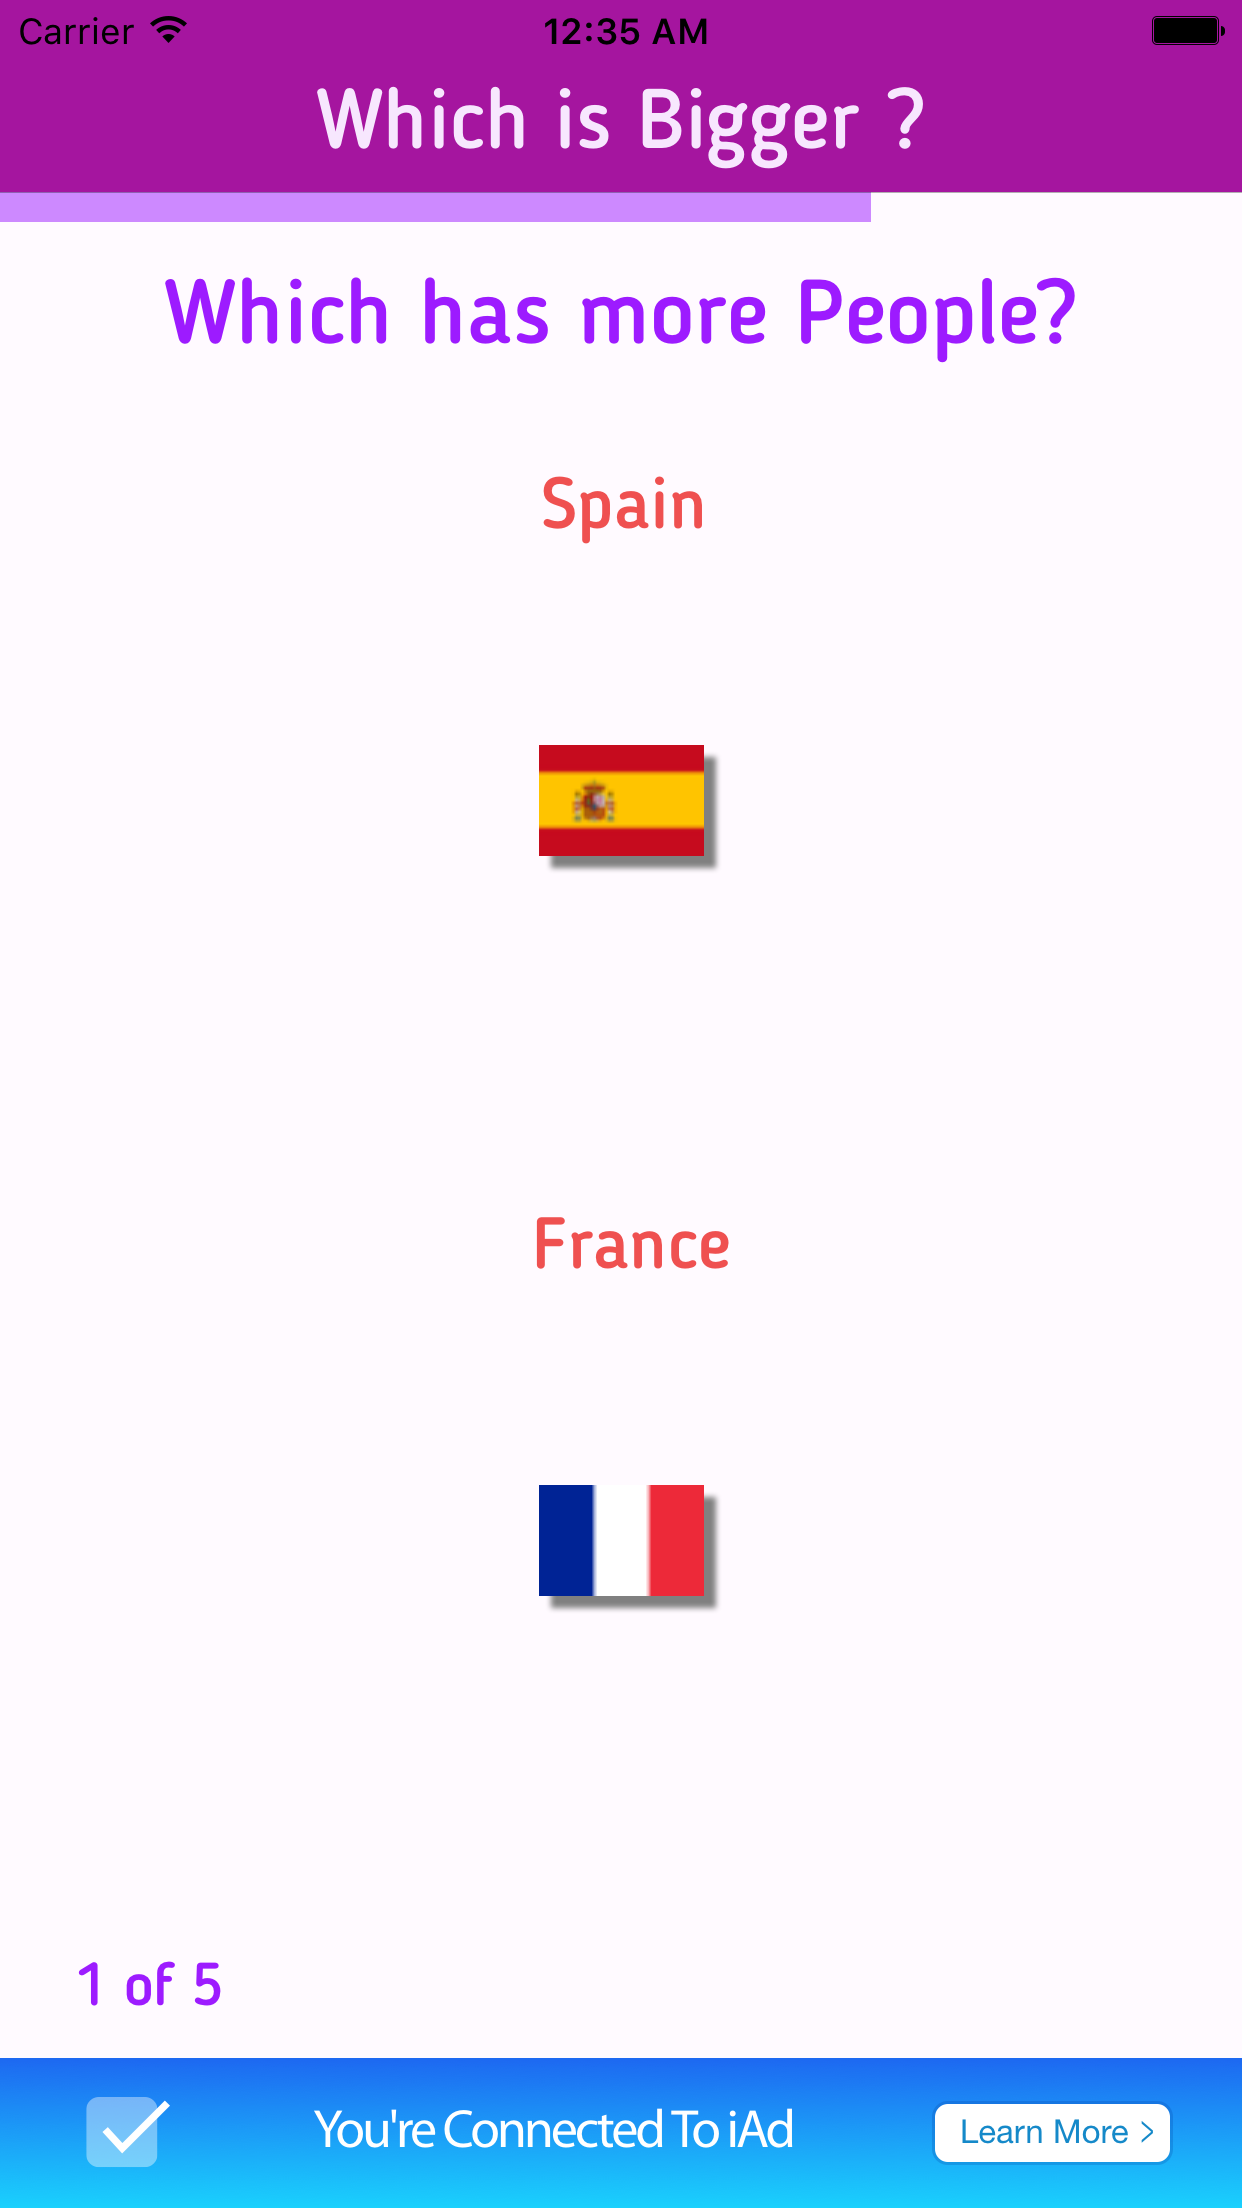 Carrier 12:35 AM
Which is Bigger ?
Which has more People?
Spain
France
1 of 5
You're Connected To iAd Learn More >